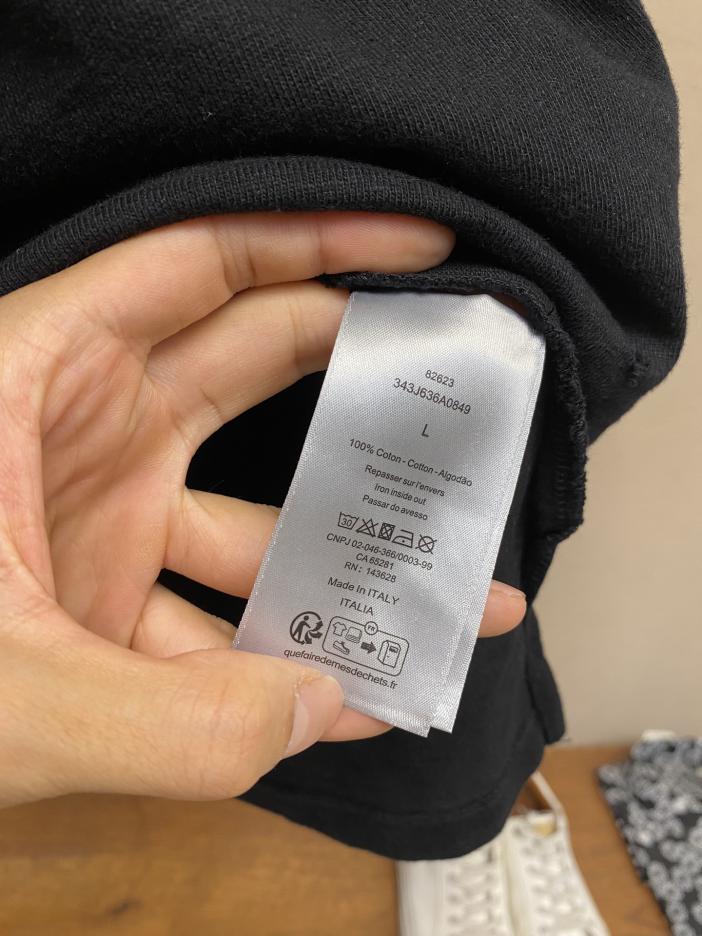 82623
343J636A0849
L
100% Coton - Cotton - Algodão
Repasser sur l'envers
Iron inside out
Passar do avesso
30
CNPJ 02-046-366/0003-99
CA 65281
RN: 143628
Made In ITALY
ITALIA
FR
quefairedemesdechets.fr